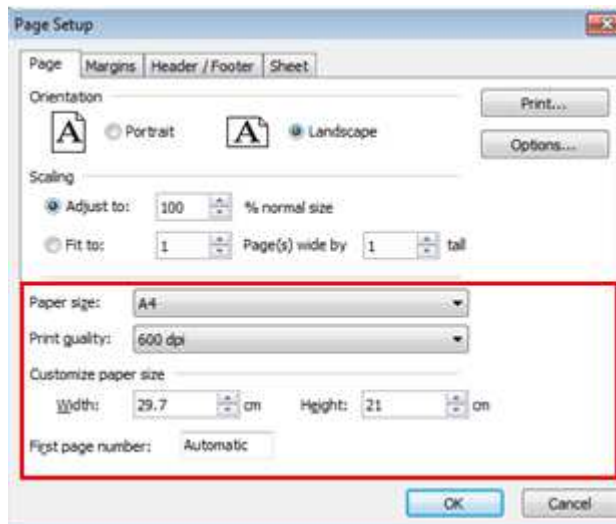 Page Setup
Page Margins Header / Footer Sheet
Orientation
A Portrait A Landscape
Print...
Options...
Scaling
Adjust to: 100 % normal size
Fit to: 1 Page(s) wide by 1 tall
Paper size: A4
Print quality: 600 dpi
Customize paper size
Width: 29.7 cm Height: 21 cm
First page number: Automatic
OK Cancel